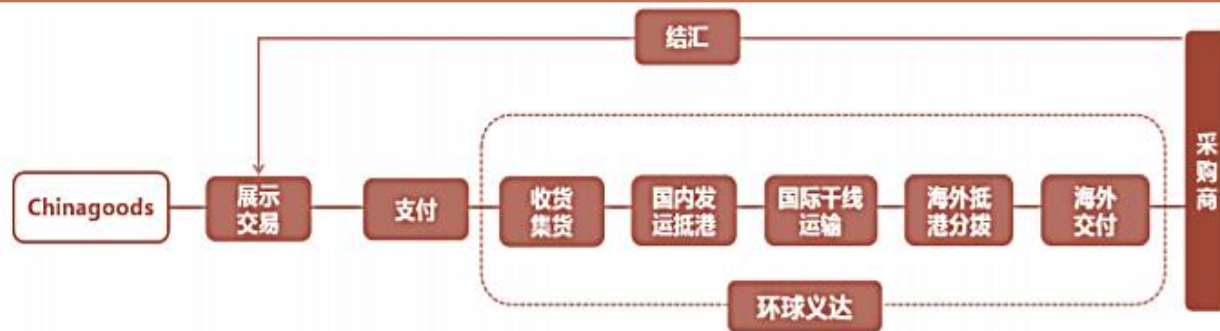 结汇
Chinagoods
展示
交易
支付
收货
集货
国内发
运抵港
国际干线
运输
海外抵
港分拨
海外
交付
采购商
环球义达